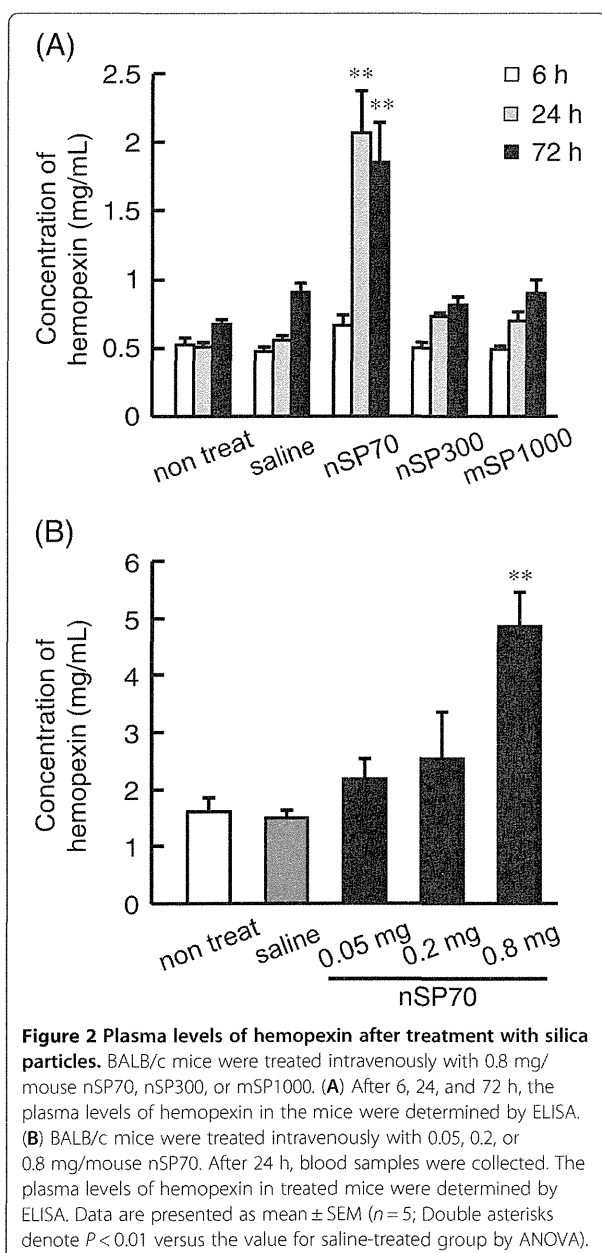 (A)
2.5
2
1.5
1
0.5
0
Concentration of
hemopexin (mg/mL)
**
**
6 h
24 h
72 h
non treat
saline
nSP70
nSP300
mSP1000
(B)
6
5
4
3
2
1
0
Concentration of
hemopexin (mg/mL)
**
non treat
saline
0.05 mg
0.2 mg
0.8 mg
nSP70
Figure 2 Plasma levels of hemopexin after treatment with silica
particles. BALB/c mice were treated intravenously with 0.8 mg/
mouse nSP70, nSP300, or mSP1000. (A) After 6, 24, and 72 h, the
plasma levels of hemopexin in the mice were determined by ELISA.
(B) BALB/c mice were treated intravenously with 0.05, 0.2, or
0.8 mg/mouse nSP70. After 24 h, blood samples were collected. The
plasma levels of hemopexin in treated mice were determined by
ELISA. Data are presented as mean ± SEM (n = 5; Double asterisks
denote P < 0.01 versus the value for saline-treated group by ANOVA).